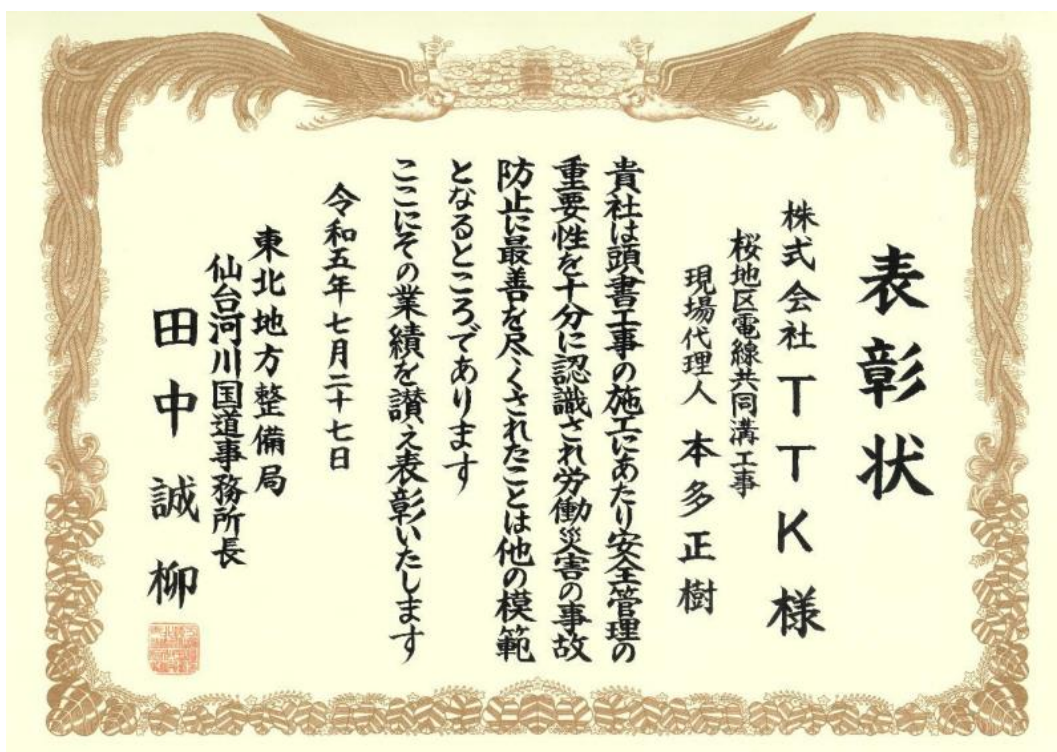 表彰状
株式会社TTK様
桜地区電線共同溝工事
現場代理人 本多正樹
貴社は頭書工事の施工にあたり安全管理の
重要性を十分に認識され労働災害の事故
防止に最善を尽くされたことは他の模範
となるところであります
ここにその業績を讃え表彰いたします
令和五年七月二十七日
東北地方整備局
仙台河川国道事務所長
田中誠柳